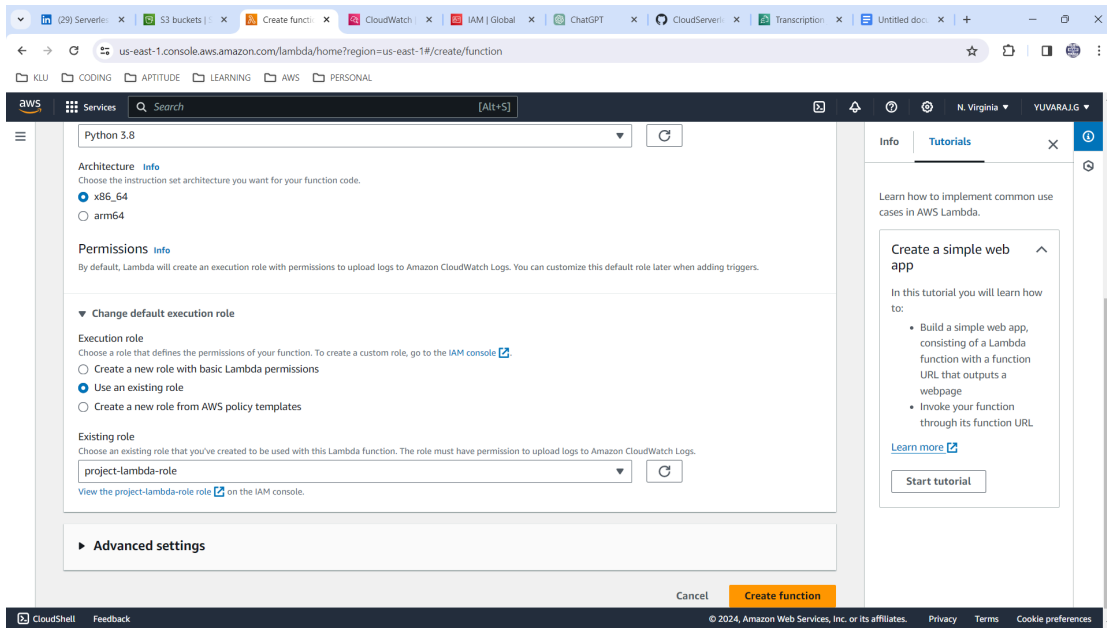 (29) Serverles
S3 buckets | S
Create functio
CloudWatch |
IAM | Global
ChatGPT
CloudServerle
Transcription
Untitled docu
us-east-1.console.aws.amazon.com/lambda/home?region=us-east-1#/create/function
KLU CODING APTITUDE LEARNING AWS PERSONAL
aws Services Search [Alt+S] N. Virginia YUVARAJ.G
Python 3.8
Architecture Info
Choose the instruction set architecture you want for your function code.
x86_64
arm64
Permissions Info
By default, Lambda will create an execution role with permissions to upload logs to Amazon CloudWatch Logs. You can customize this default role later when adding triggers.
Change default execution role
Execution role
Choose a role that defines the permissions of your function. To create a custom role, go to the IAM console.
Create a new role with basic Lambda permissions
Use an existing role
Create a new role from AWS policy templates
Existing role
Choose an existing role that you've created to be used with this Lambda function. The role must have permission to upload logs to Amazon CloudWatch Logs.
project-lambda-role
View the project-lambda-role role on the IAM console.
Advanced settings
Cancel Create function
Info Tutorials
Learn how to implement common use
cases in AWS Lambda.
Create a simple web
app
In this tutorial you will learn how
to:
• Build a simple web app,
consisting of a Lambda
function with a function
URL that outputs a
webpage
• Invoke your function
through its function URL
Learn more
Start tutorial
CloudShell Feedback © 2024, Amazon Web Services, Inc. or its affiliates. Privacy Terms Cookie preferences